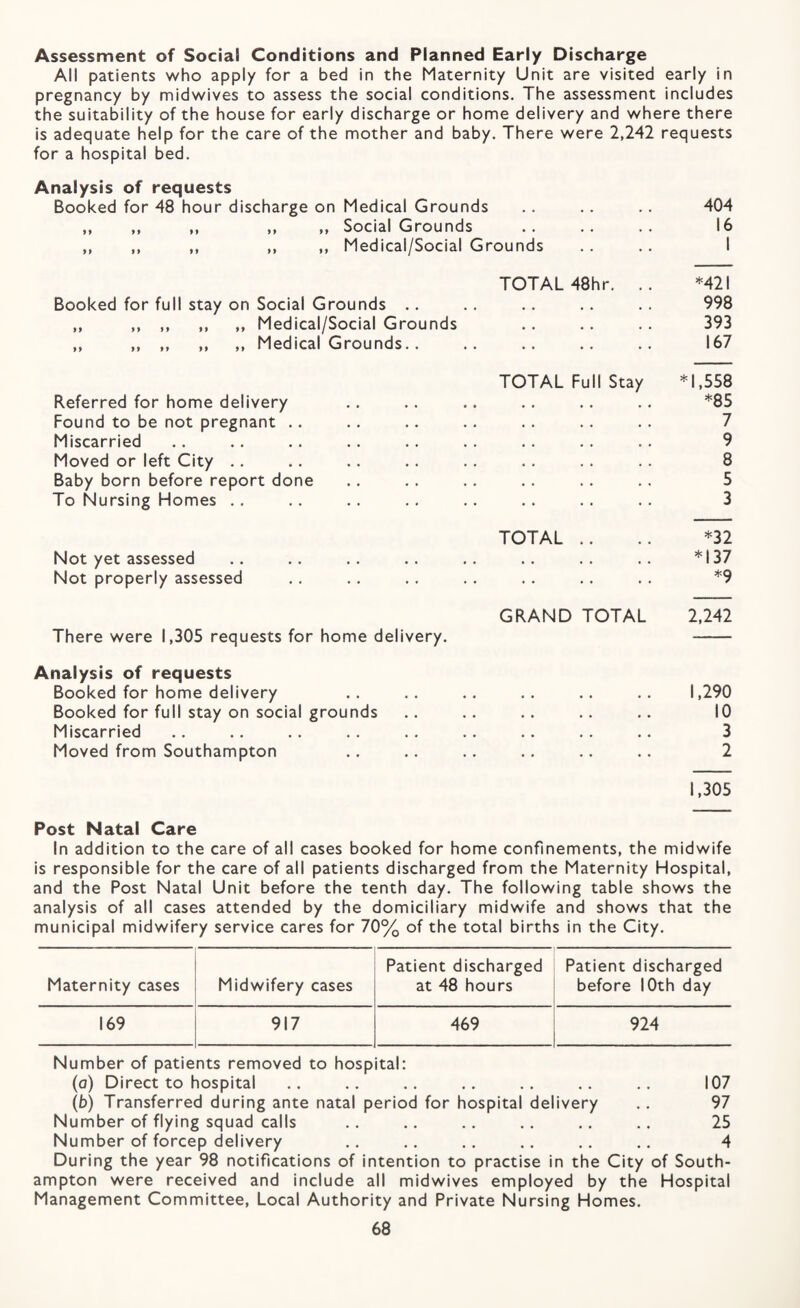 Assessment of Social Conditions and Planned Early Discharge
All patients who apply for a bed in the Maternity Unit are visited early in
pregnancy by midwives to assess the social conditions. The assessment includes
the suitability of the house for early discharge or home delivery and where there
is adequate help for the care of the mother and baby. There were 2,242 requests
for a hospital bed.
Analysis of requests
Booked for 48 hour discharge on Medical Grounds .. .. .. 404
„ „ „ „ „ Social Grounds .. .. .. 16
„ „ „ „ „ Medical/Social Grounds .. .. 1
TOTAL 48hr. .. *421
Booked for full stay on Social Grounds .. .. .. .. .. 998
„ „ „ „ „ Medical/Social Grounds .. .. .. 393
„ „ „ „ „ Medical Grounds.. .. .. .. .. 167
TOTAL Full Stay *1,558
Referred for home delivery .. .. .. .. .. .. *85
Found to be not pregnant .. .. .. .. .. .. .. 7
Miscarried .. .. .. .. .. .. .. .. .. 9
Moved or left City .. .. .. .. .. .. .. .. 8
Baby born before report done .. .. .. .. .. .. 5
To Nursing Homes .. .. .. .. .. .. .. .. 3
TOTAL .. .. *32
Not yet assessed .. .. .. .. .. .. .. .. *137
Not properly assessed .. .. .. .. .. .. .. *9
GRAND TOTAL 2,242
There were 1,305 requests for home delivery.
Analysis of requests
Booked for home delivery .. .. .. .. .. .. 1,290
Booked for full stay on social grounds .. .. .. .. .. 10
Miscarried .. .. .. .. .. .. .. .. .. 3
Moved from Southampton .. .. .. .. .. .. 2
1,305
Post Natal Care
In addition to the care of all cases booked for home confinements, the midwife
is responsible for the care of all patients discharged from the Maternity Hospital,
and the Post Natal Unit before the tenth day. The following table shows the
analysis of all cases attended by the domiciliary midwife and shows that the
municipal midwifery service cares for 70% of the total births in the City.
Maternity cases Midwifery cases Patient discharged at 48 hours Patient discharged before 10th day
169 917 469 924
Number of patients removed to hospital:
(a) Direct to hospital .. .. .. .. .. .. .. 107
(b) Transferred during ante natal period for hospital delivery .. 97
Number of flying squad calls .. .. .. .. .. .. 25
Number of forcep delivery .. .. .. .. .. .. 4
During the year 98 notifications of intention to practise in the City of South-
ampton were received and include all midwives employed by the Hospital
Management Committee, Local Authority and Private Nursing Homes.
68